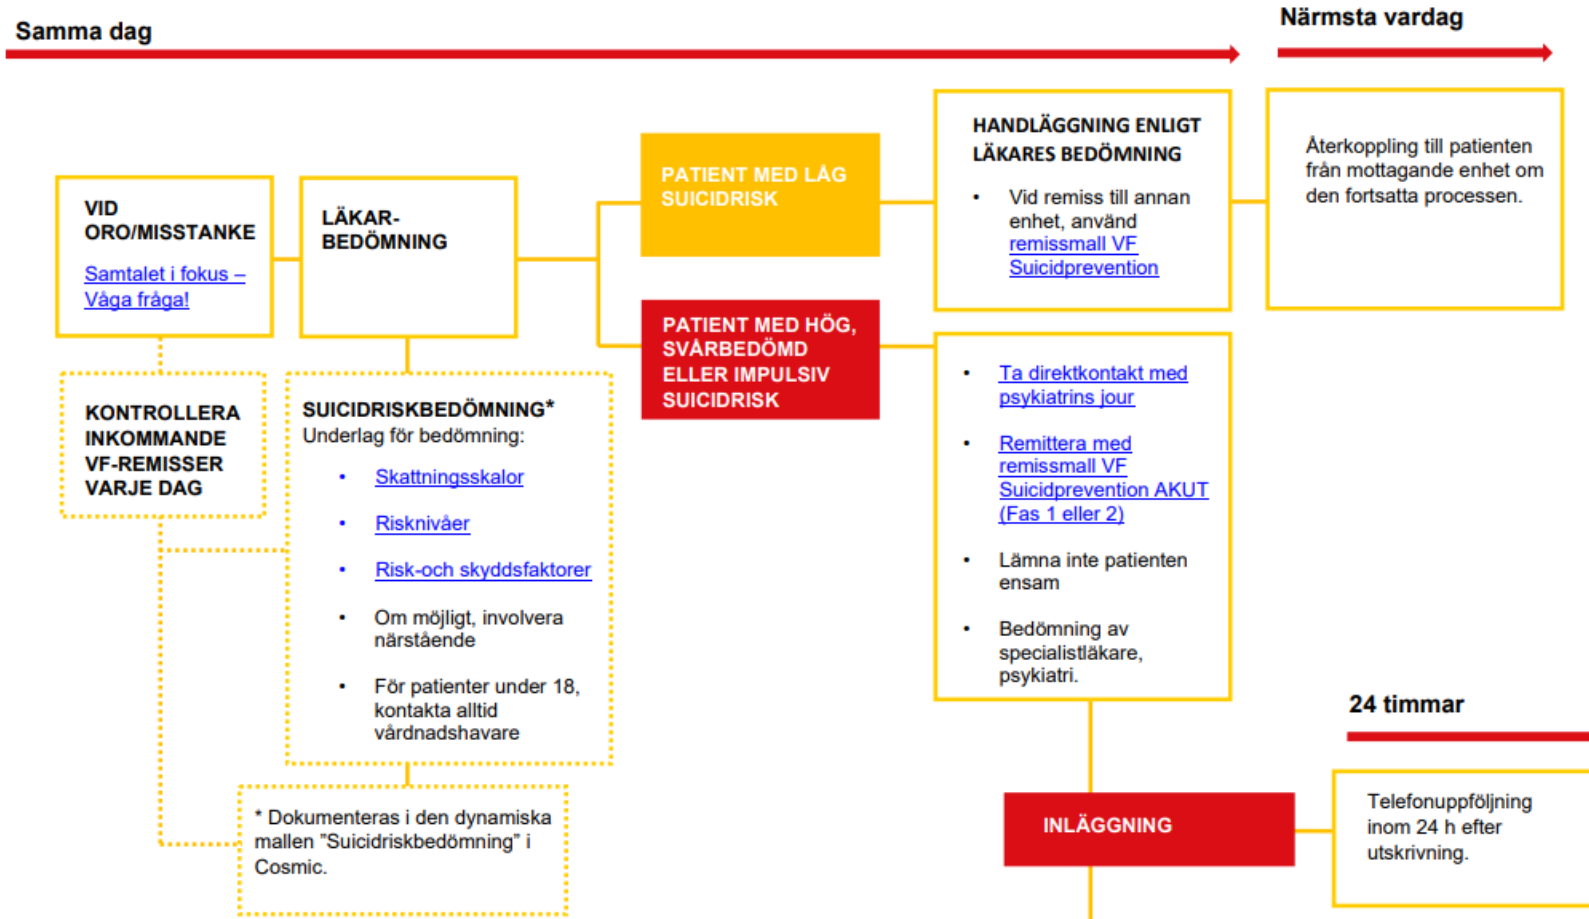 Samma dag
Närmsta vardag
VID
ORO/MISSTANKE
Samtalet i fokus –
Våga fråga!
LÄKAR-
BEDÖMNING
PATIENT MED LÅG
SUICIDRISK
HANDLÄGGNING ENLIGT
LÄKARES BEDÖMNING
• Vid remiss till annan
enhet, använd
remissmall VF
Suicidprevention
Återkoppling till patienten
från mottagande enhet om
den fortsatta processen.
PATIENT MED HÖG,
SVÅRBEDÖMD
ELLER IMPULSIV
SUICIDRISK
KONTROLLERA
INKOMMANDE
VF-REMISSER
VARJE DAG
SUICIDRISKBEDÖMNING*
Underlag för bedömning:
• Skattningsskalor
• Risknivåer
• Risk-och skyddsfaktorer
• Om möjligt, involvera
närstående
• För patienter under 18,
kontakta alltid
vårdnadshavare
• Ta direktkontakt med
psykiatrins jour
• Remittera med
remissmall VF
Suicidprevention AKUT
(Fas 1 eller 2)
• Lämna inte patienten
ensam
• Bedömning av
specialistläkare,
psykiatri.
* Dokumenteras i den dynamiska
mallen ”Suicidriskbedömning” i
Cosmic.
24 timmar
INLÄGGNING
Telefonuppföljning
inom 24 h efter
utskrivning.